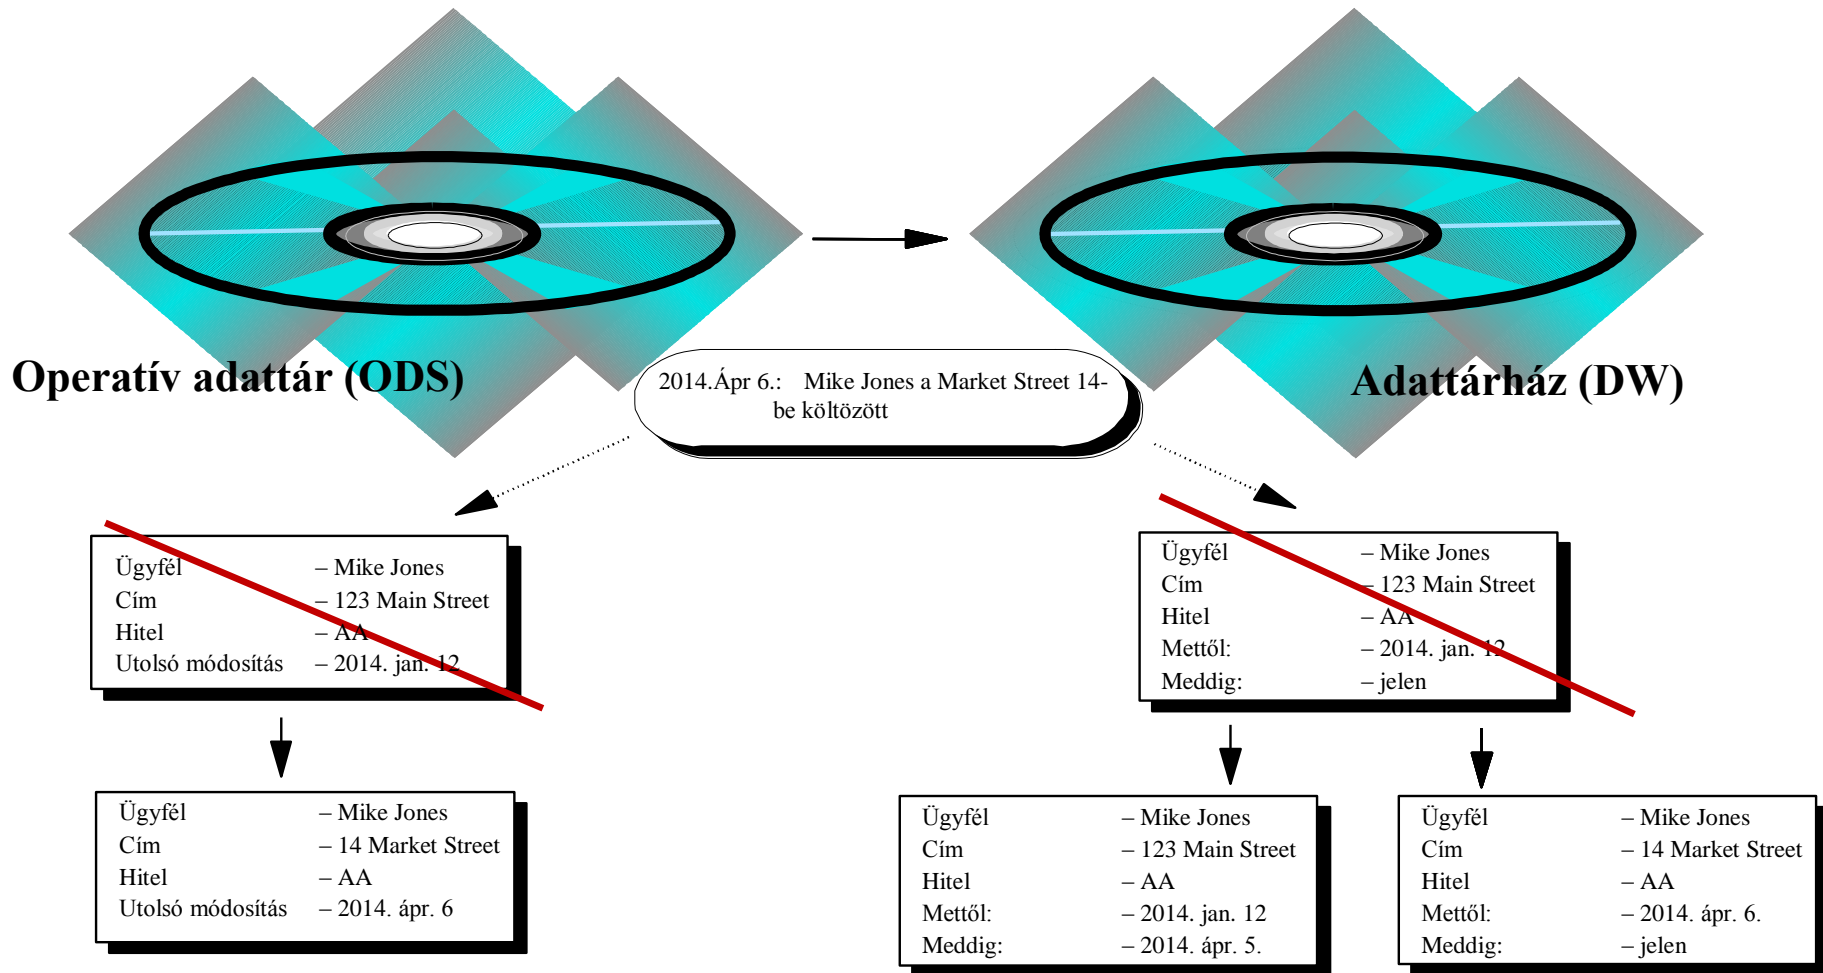 Operatív adattár (ODS)
2014.Ápr 6.: Mike Jones a Market Street 14-
be költözött
Adattárház (DW)
Ügyfél – Mike Jones
Cím – 123 Main Street
Hitel – AA
Utolsó módosítás – 2014. jan. 12
Ügyfél – Mike Jones
Cím – 123 Main Street
Hitel – AA
Mettől: – 2014. jan. 12
Meddig: – jelen
Ügyfél – Mike Jones
Cím – 14 Market Street
Hitel – AA
Utolsó módosítás – 2014. ápr. 6
Ügyfél – Mike Jones
Cím – 123 Main Street
Hitel – AA
Mettől: – 2014. jan. 12
Meddig: – 2014. ápr. 5.
Ügyfél – Mike Jones
Cím – 14 Market Street
Hitel – AA
Mettől: – 2014. ápr. 6.
Meddig: – jelen